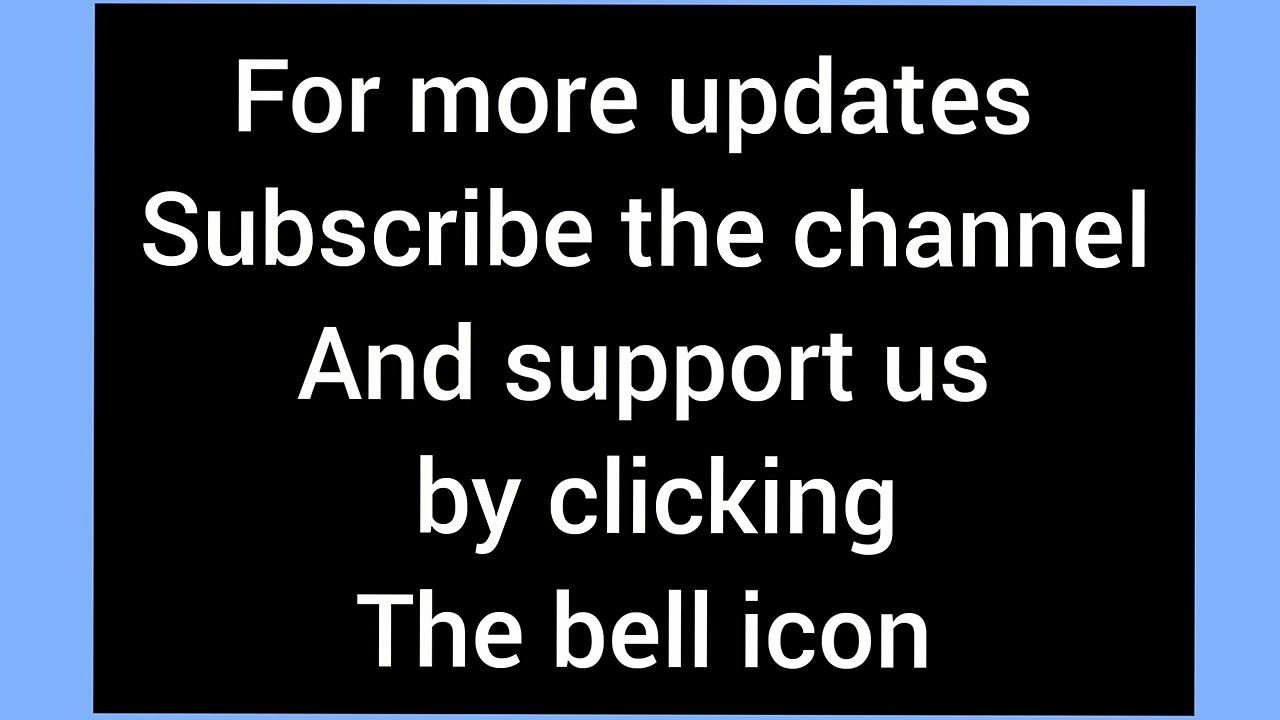 For more updates
Subscribe the channel
And support us
by clicking
The bell icon